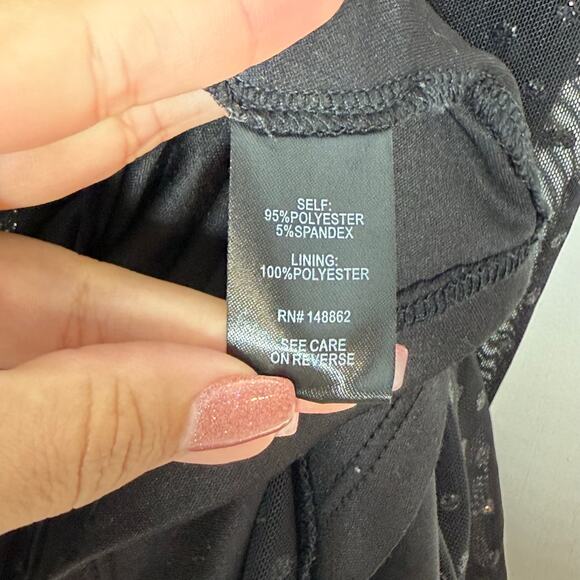 SELF:
95%POLYESTER
5%SPANDEX
LINING:
100%POLYESTER
RN# 148862
SEE CARE
ON REVERSE